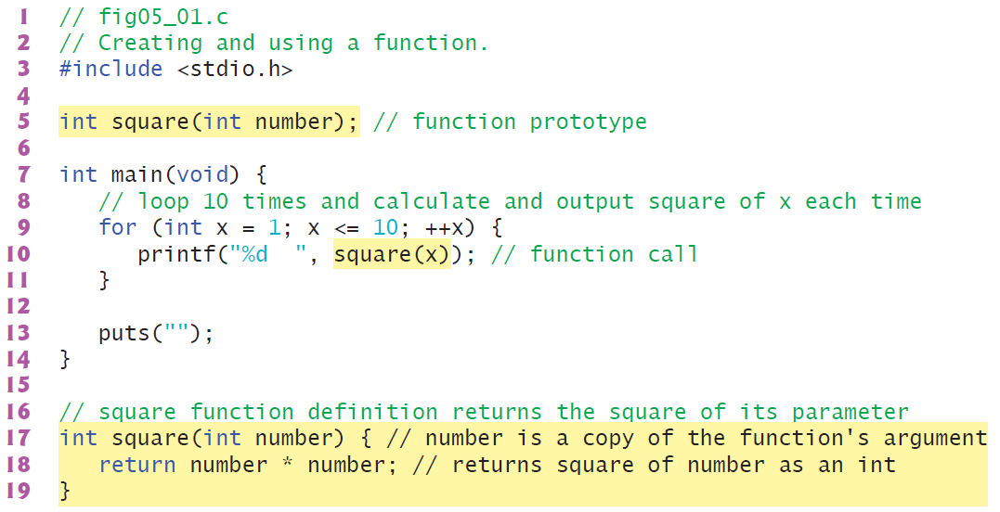 1 // fig05_01.c
2 // Creating and using a function.
3 #include <stdio.h>
4
5 int square(int number); // function prototype
6
7 int main(void) {
8    // loop 10 times and calculate and output square of x each time
9    for (int x = 1; x <= 10; ++x) {
10       printf("%d  ", square(x)); // function call
11    }
12
13    puts("");
14 }
15
16 // square function definition returns the square of its parameter
17 int square(int number) { // number is a copy of the function's argument
18    return number * number; // returns square of number as an int
19 }